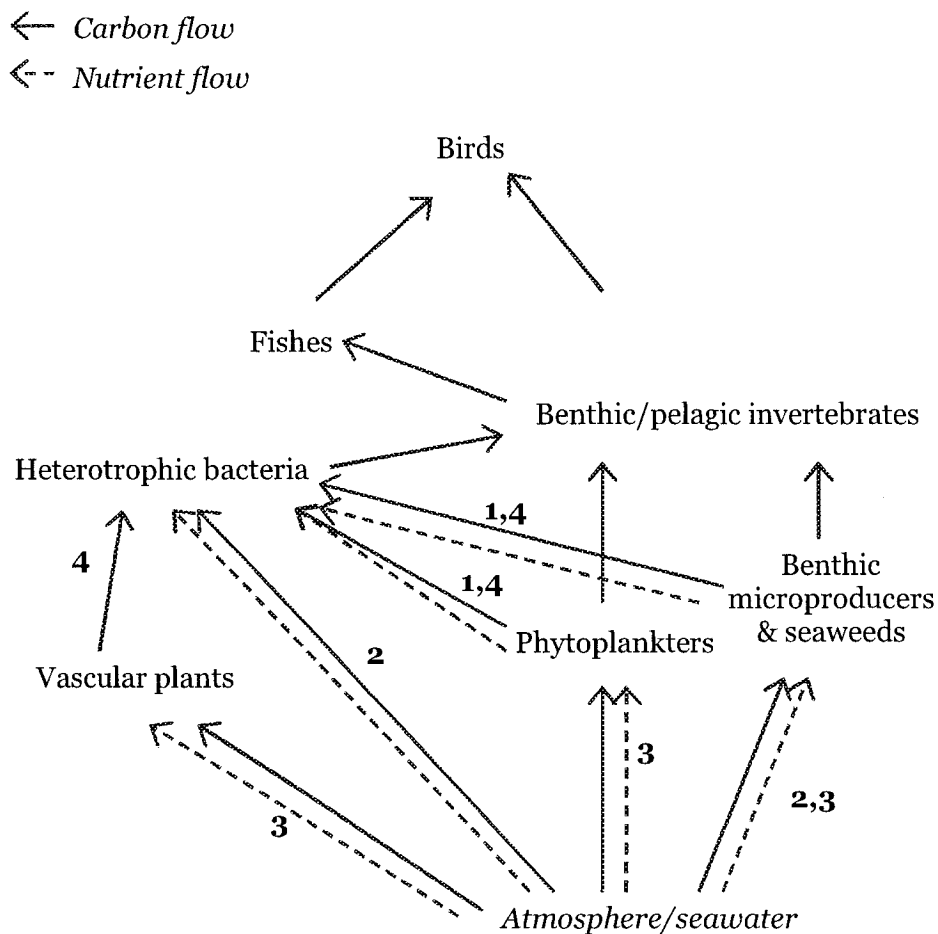 Carbon flow
Nutrient flow
Birds
Fishes
Benthic/pelagic invertebrates
Heterotrophic bacteria
1,4
4
1,4
Benthic
microproducers
& seaweeds
Phytoplankters
2
Vascular plants
3
2,3
3
Atmosphere/seawater